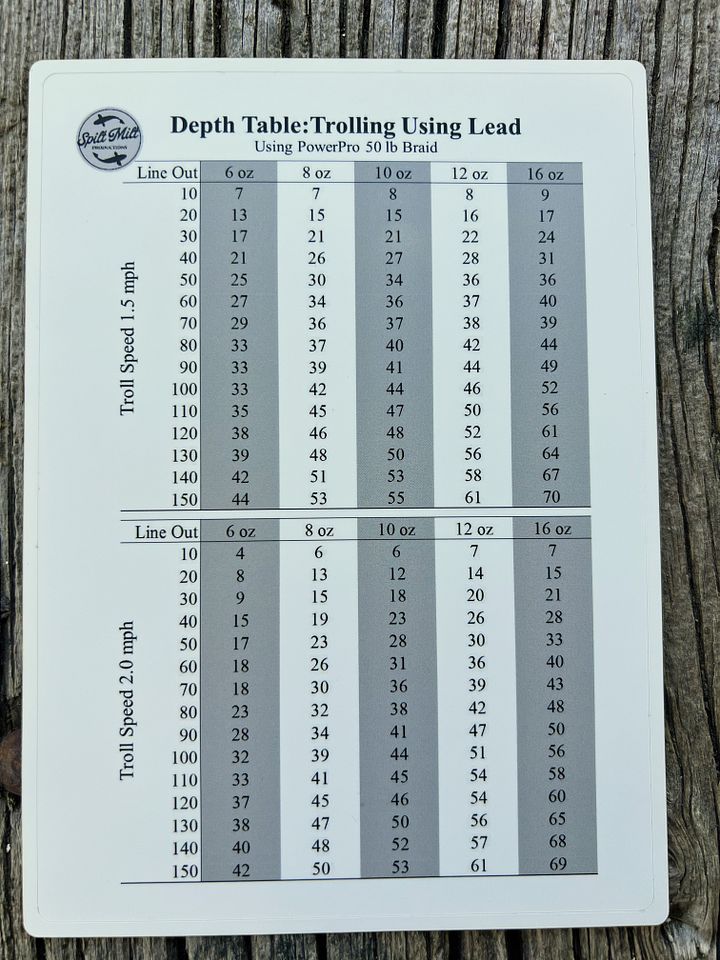 Spilt Milt
PRODUCTIONS
Depth Table:Trolling Using Lead
Using PowerPro 50 lb Braid
Troll Speed 1.5 mph
Line Out 6 oz 8 oz 10 oz 12 oz 16 oz
10 7 7 8 8 9
20 13 15 15 16 17
30 17 21 21 22 24
40 21 26 27 28 31
50 25 30 34 36 36
60 27 34 36 37 40
70 29 36 37 38 39
80 33 37 40 42 44
90 33 39 41 44 49
100 33 42 44 46 52
110 35 45 47 50 56
120 38 46 48 52 61
130 39 48 50 56 64
140 42 51 53 58 67
150 44 53 55 61 70
Troll Speed 2.0 mph
Line Out 6 oz 8 oz 10 oz 12 oz 16 oz
10 4 6 6 7 7
20 8 13 12 14 15
30 9 15 18 20 21
40 15 19 23 26 28
50 17 23 28 30 33
60 18 26 31 36 40
70 18 30 36 39 43
80 23 32 38 42 48
90 28 34 41 47 50
100 32 39 44 51 56
110 33 41 45 54 58
120 37 45 46 54 60
130 38 47 50 56 65
140 40 48 52 57 68
150 42 50 53 61 69